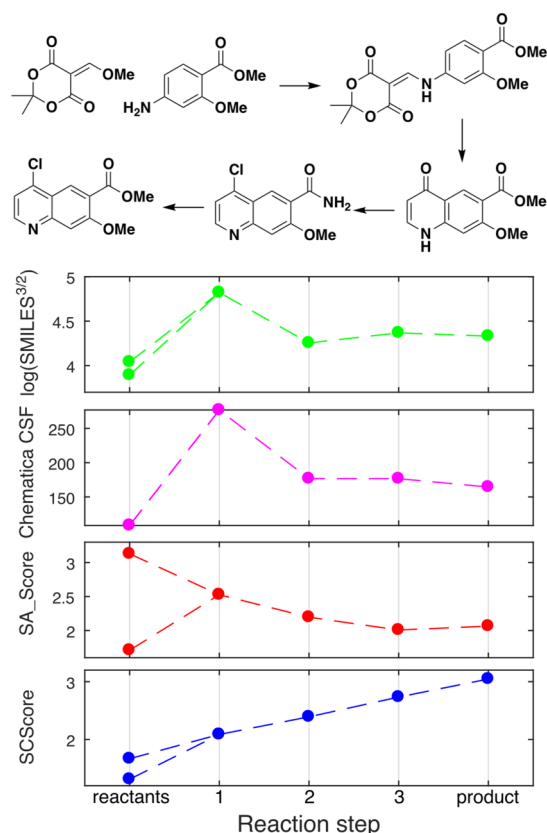 O
O
OMe
O
O
O
OMe
H₂N
OMe
O
OMe
O
O
N
H
OMe
O
O
Cl
O
OMe
N
OMe
Cl
O
NH₂
N
OMe
O
O
OMe
N
H
OMe
log(SMILES^3/2)
5
4.5
4
Chematica CSF
250
200
150
SA_Score
3
2.5
2
SCScore
3
2
reactants 1 2 3 product
Reaction step